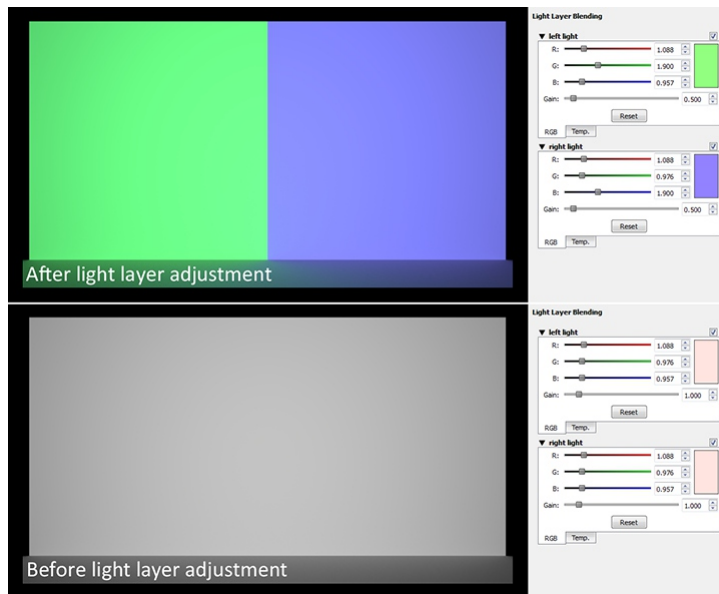 Light Layer Blending
left light
R: 1.088
G: 1.900
B: 0.957
Gain: 0.500
Reset
RGB Temp.
right light
R: 1.088
G: 0.976
B: 1.900
Gain: 0.500
Reset
RGB Temp.
After light layer adjustment
Light Layer Blending
left light
R: 1.088
G: 0.976
B: 0.957
Gain: 1.000
Reset
RGB Temp.
right light
R: 1.088
G: 0.976
B: 0.957
Gain: 1.000
Reset
RGB Temp.
Before light layer adjustment